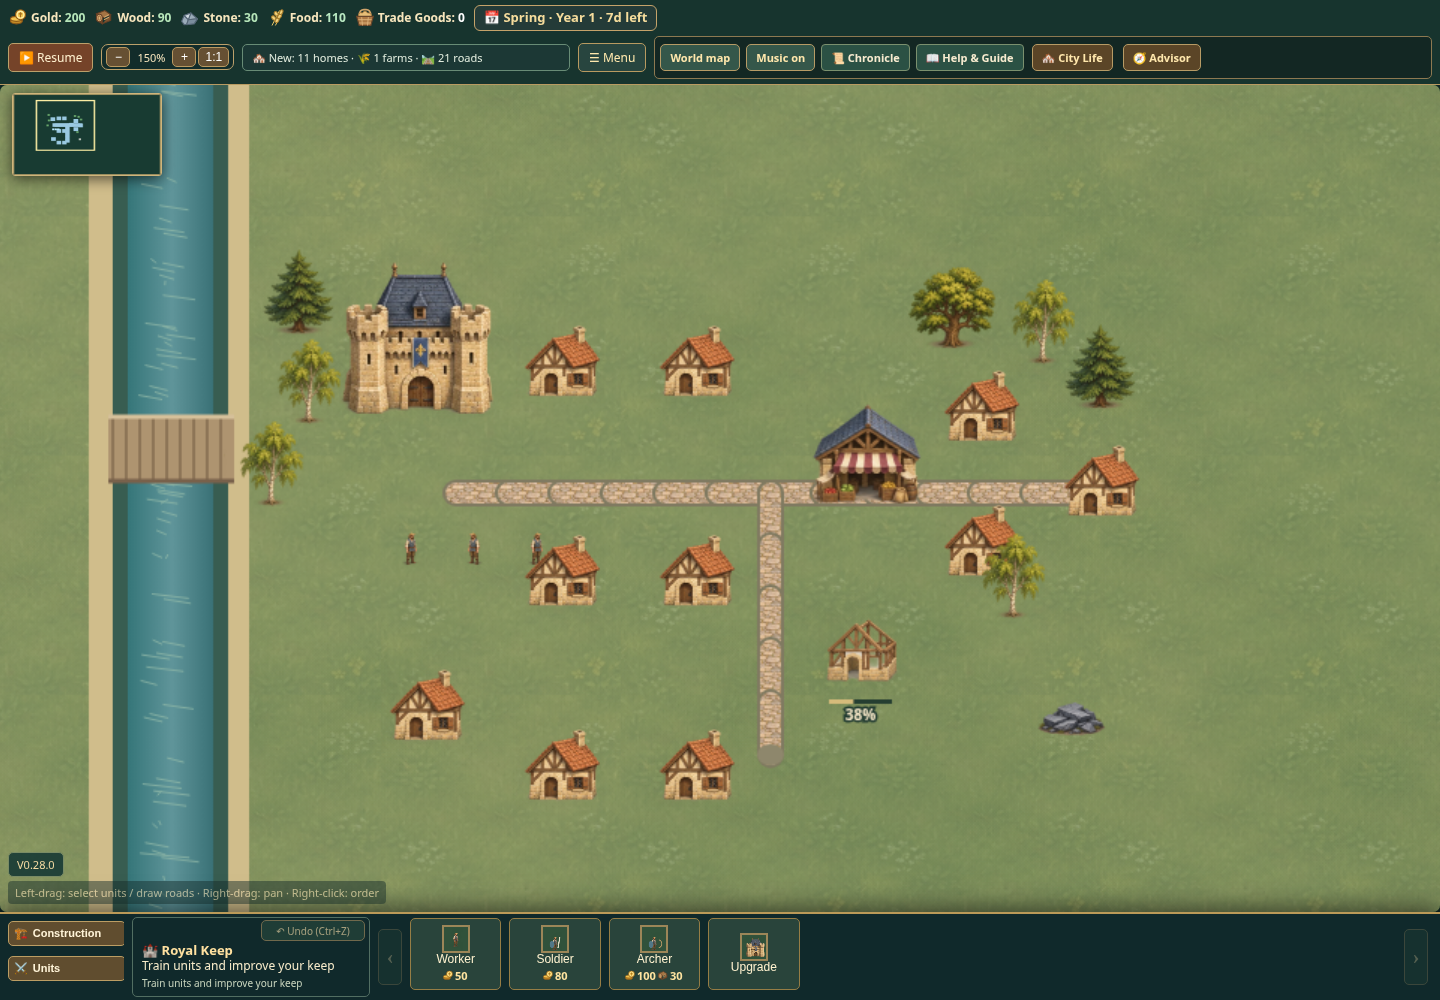 Gold: 200 Wood: 90 Stone: 30 Food: 110 Trade Goods: 0 Spring · Year 1 · 7d left
Resume − 150% + 1:1 New: 11 homes · 1 farms · 21 roads ☰ Menu World map Music on Chronicle Help & Guide City Life Advisor
38%
V0.28.0
Left-drag: select units / draw roads · Right-drag: pan · Right-click: order
Construction
Units
↶ Undo (Ctrl+Z)
Royal Keep
Train units and improve your keep
Train units and improve your keep
‹
Worker
50
Soldier
80
Archer
100 30
Upgrade
›